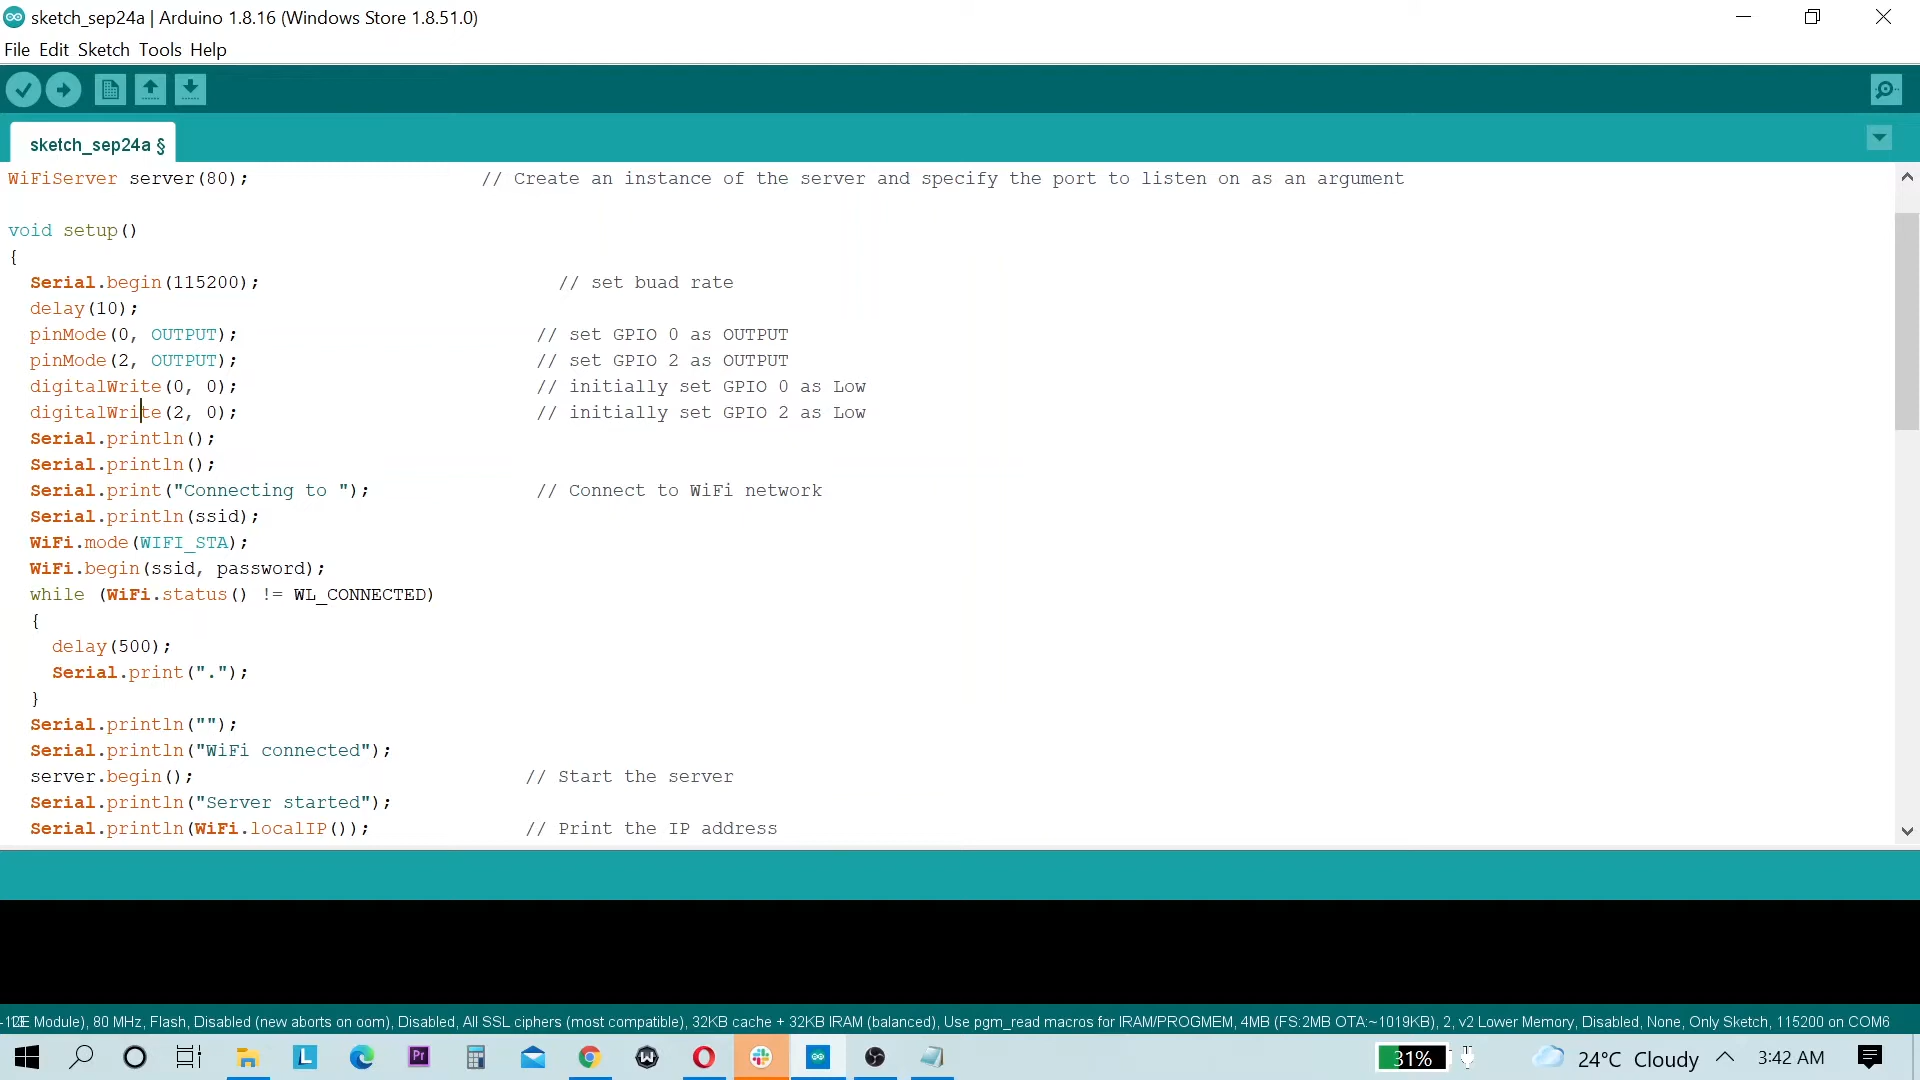 sketch_sep24a | Arduino 1.8.16 (Windows Store 1.8.51.0)
File Edit Sketch Tools Help
sketch_sep24a §
WiFiServer server(80); // Create an instance of the server and specify the port to listen on as an argument
void setup()
{
Serial.begin(115200); // set buad rate
delay(10);
pinMode(0, OUTPUT); // set GPIO 0 as OUTPUT
pinMode(2, OUTPUT); // set GPIO 2 as OUTPUT
digitalWrite(0, 0); // initially set GPIO 0 as Low
digitalWrite(2, 0); // initially set GPIO 2 as Low
Serial.println();
Serial.println();
Serial.print("Connecting to "); // Connect to WiFi network
Serial.println(ssid);
WiFi.mode(WIFI_STA);
WiFi.begin(ssid, password);
while (WiFi.status() != WL_CONNECTED)
{
delay(500);
Serial.print(".");
}
Serial.println("");
Serial.println("WiFi connected");
server.begin(); // Start the server
Serial.println("Server started");
Serial.println(WiFi.localIP()); // Print the IP address
Module), 80 MHz, Flash, Disabled (new aborts on oom), Disabled, All SSL ciphers (most compatible), 32KB cache + 32KB IRAM (balanced), Use pgm_read macros for IRAM/PROGMEM, 4MB (FS:2MB OTA:~1019KB), 2, v2 Lower Memory, Disabled, None, Only Sketch, 115200 on COM6
L Pr W 31% 24°C Cloudy 3:42 AM